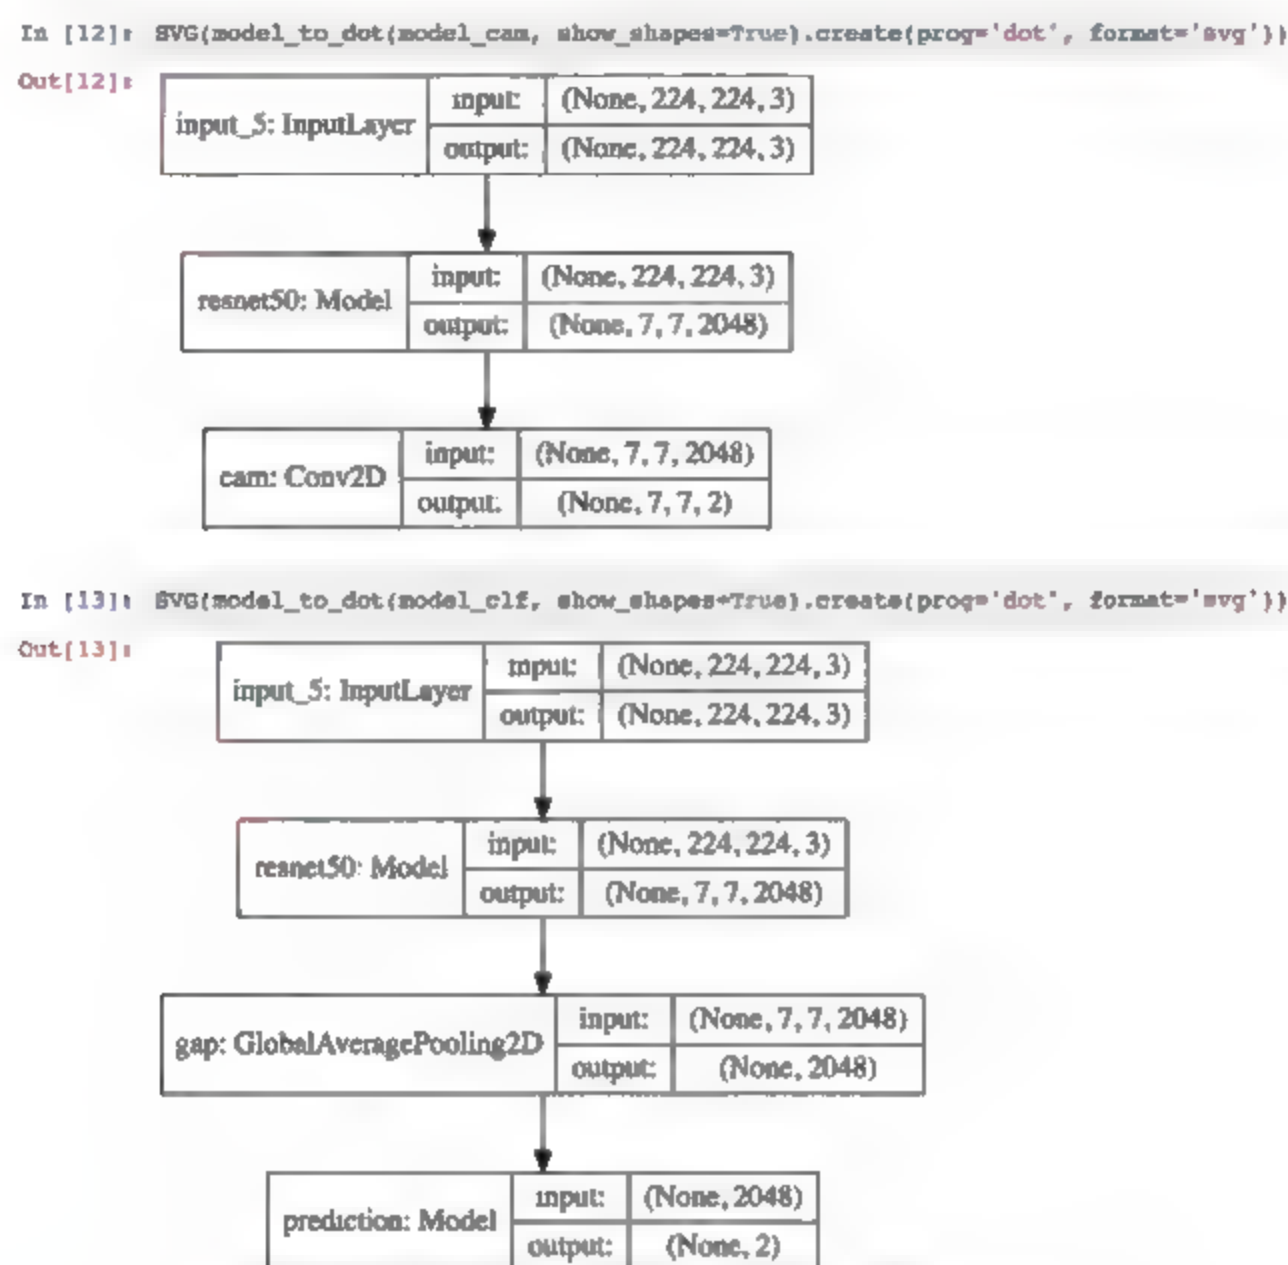 In [12]: SVG(model_to_dot(model_cam, show_shapes=True).create(prog='dot', format='svg'))
Out[12]:
input_5: InputLayer input: (None, 224, 224, 3)
output: (None, 224, 224, 3)
resnet50: Model input: (None, 224, 224, 3)
output: (None, 7, 7, 2048)
cam: Conv2D input: (None, 7, 7, 2048)
output: (None, 7, 7, 2)
In [13]: SVG(model_to_dot(model_clf, show_shapes=True).create(prog='dot', format='svg'))
Out[13]:
input_5: InputLayer input: (None, 224, 224, 3)
output: (None, 224, 224, 3)
resnet50: Model input: (None, 224, 224, 3)
output: (None, 7, 7, 2048)
gap: GlobalAveragePooling2D input: (None, 7, 7, 2048)
output: (None, 2048)
prediction: Model input: (None, 2048)
output: (None, 2)